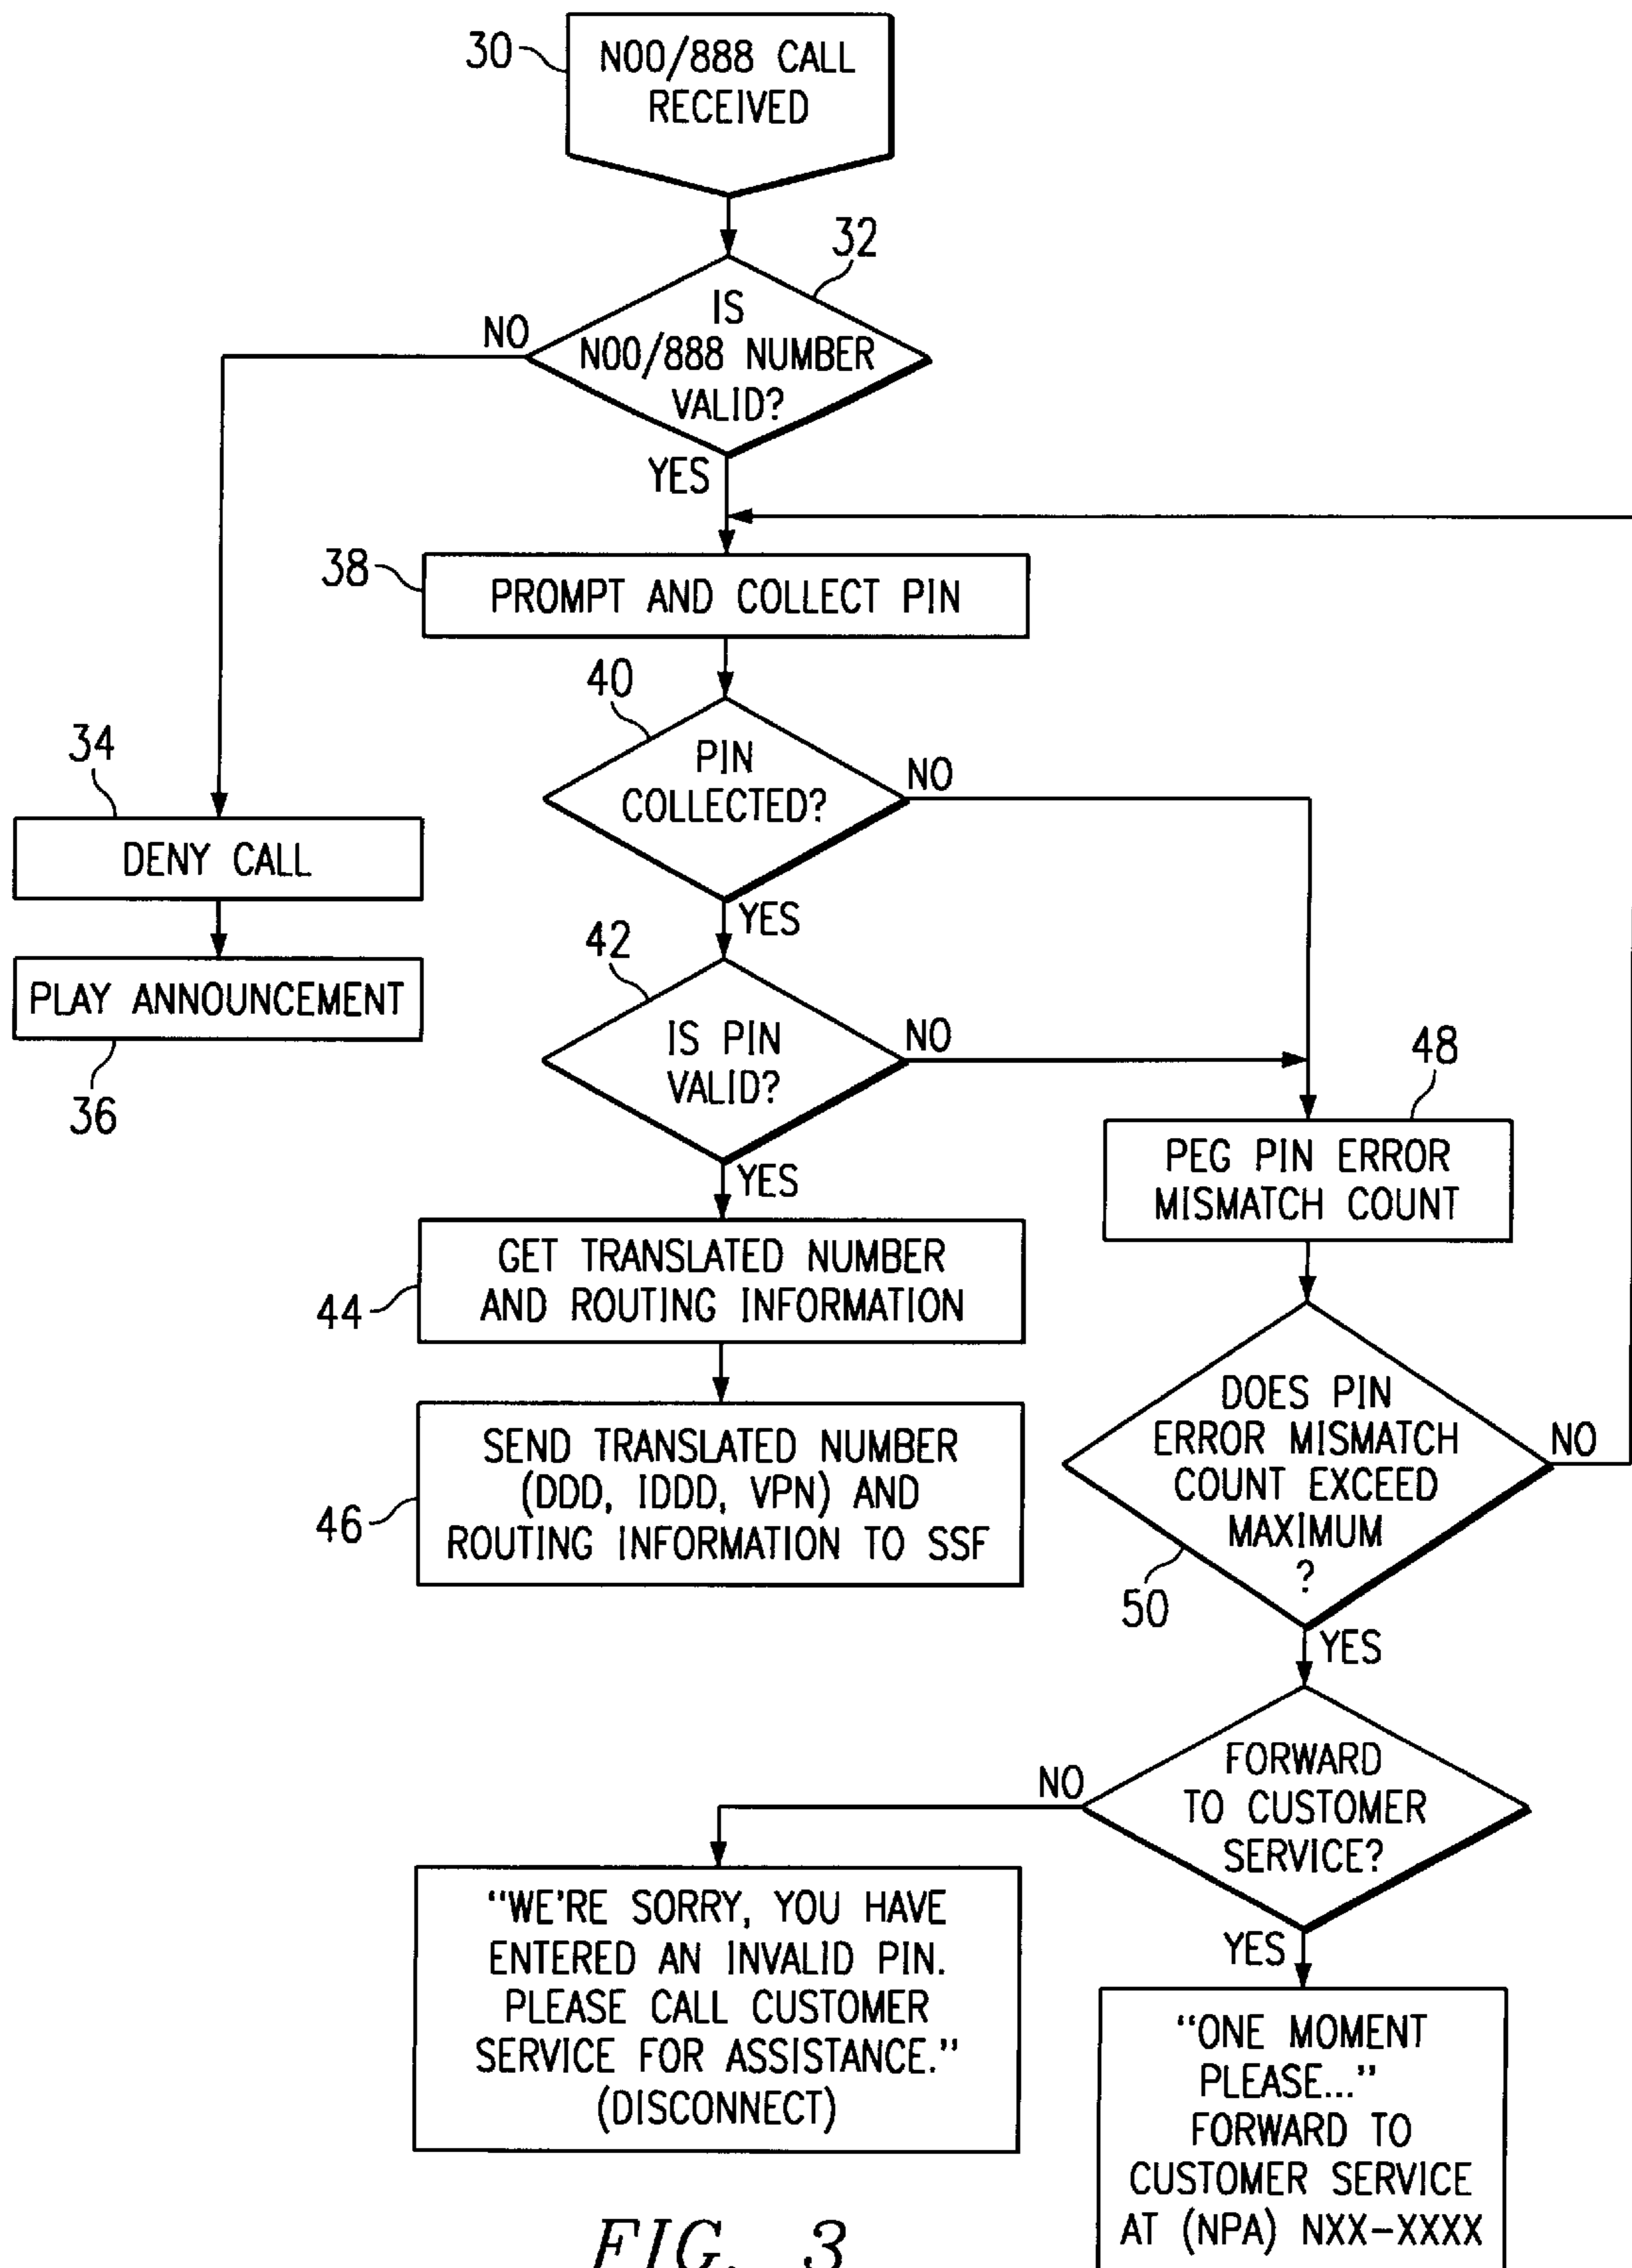 30
N00/888 CALL
RECEIVED
32
IS
N00/888 NUMBER
VALID?
NO
YES
38
PROMPT AND COLLECT PIN
40
PIN
COLLECTED?
NO
YES
34
DENY CALL
PLAY ANNOUNCEMENT
36
42
IS PIN
VALID?
NO
YES
48
PEG PIN ERROR
MISMATCH COUNT
44
GET TRANSLATED NUMBER
AND ROUTING INFORMATION
46
SEND TRANSLATED NUMBER
(DDD, IDDD, VPN) AND
ROUTING INFORMATION TO SSF
DOES PIN
ERROR MISMATCH
COUNT EXCEED
MAXIMUM
?
NO
50
YES
FORWARD
TO CUSTOMER
SERVICE?
NO
YES
"WE'RE SORRY, YOU HAVE
ENTERED AN INVALID PIN.
PLEASE CALL CUSTOMER
SERVICE FOR ASSISTANCE."
(DISCONNECT)
"ONE MOMENT
PLEASE..."
FORWARD TO
CUSTOMER SERVICE
AT (NPA) NXX-XXXX
FIG. 3